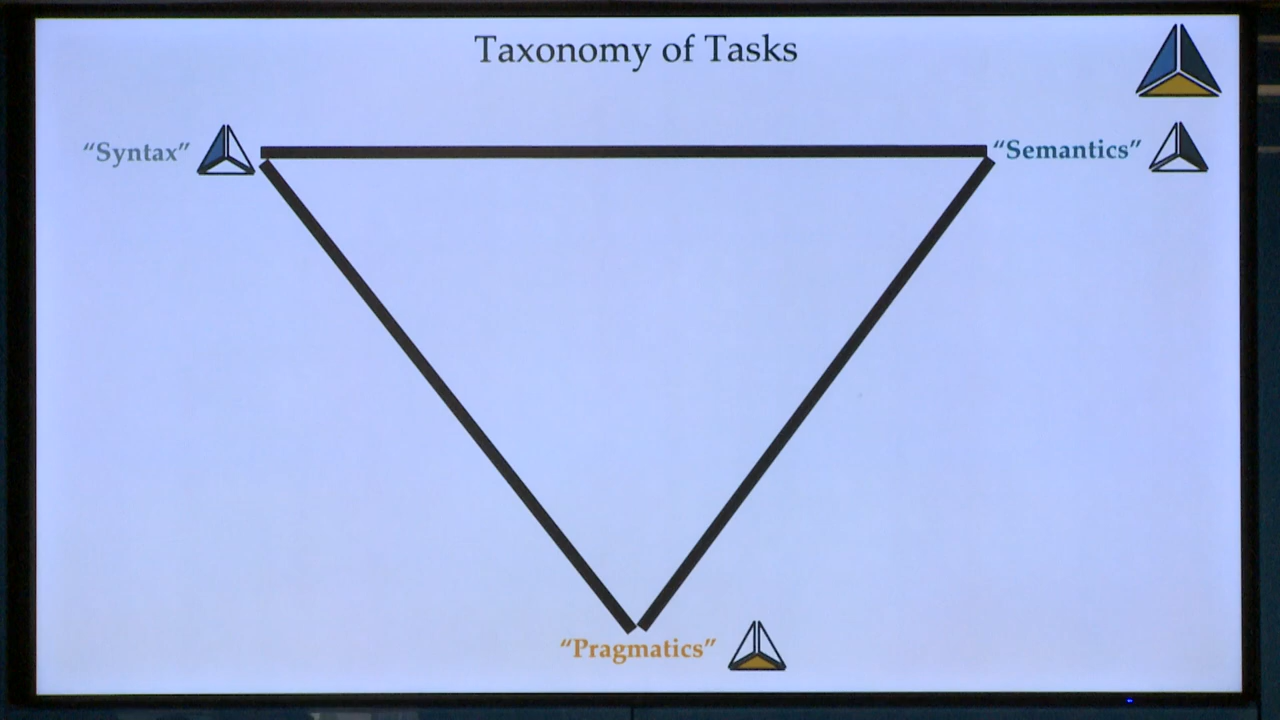 Taxonomy of Tasks
“Syntax”
“Semantics”
“Pragmatics”